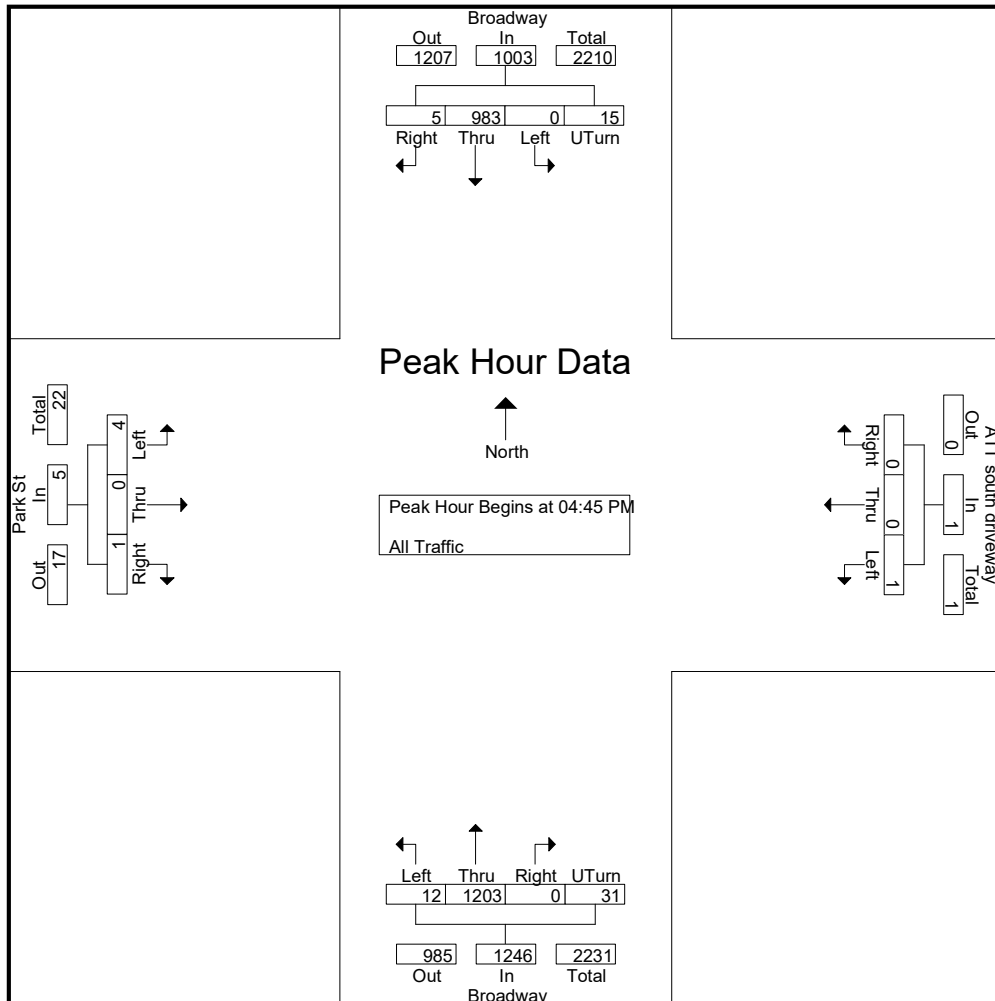 Broadway
Out In Total
1207 1003 2210
5 983 0 15
Right Thru Left UTurn
Peak Hour Data
North
Peak Hour Begins at 04:45 PM
All Traffic
Park St
Total In Out
22 5 17
4 0 1
Left Thru Right
ATT south driveway
Out In Total
0 1 1
0 0 1
Right Thru Left
Left Thru Right UTurn
12 1203 0 31
985 1246 2231
Out In Total
Broadway